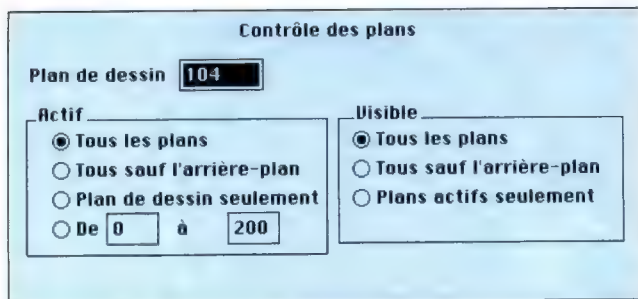 Contrôle des plans
Plan de dessin 104
Actif
Tous les plans
Tous sauf l'arrière-plan
Plan de dessin seulement
De 0 à 200
Visible
Tous les plans
Tous sauf l'arrière-plan
Plans actifs seulement